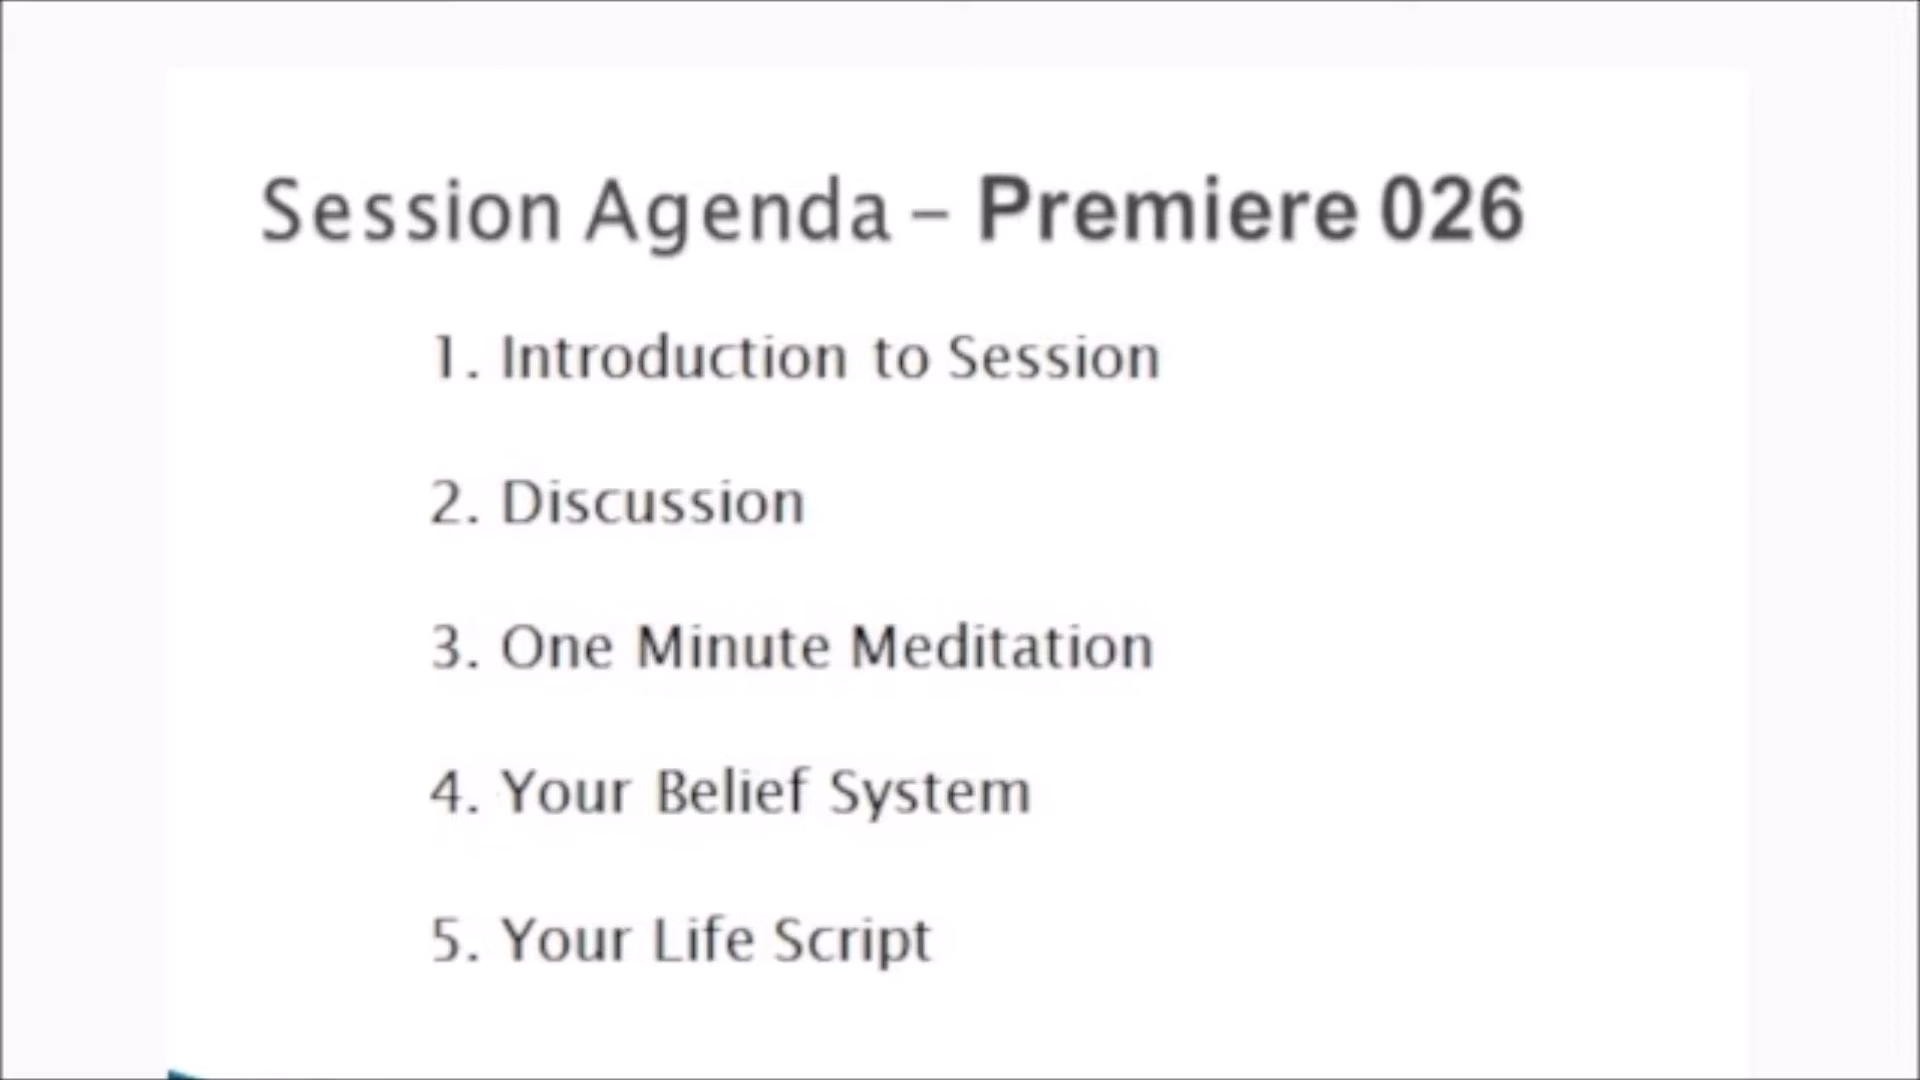 Session Agenda – Premiere 026
1. Introduction to Session
2. Discussion
3. One Minute Meditation
4. Your Belief System
5. Your Life Script